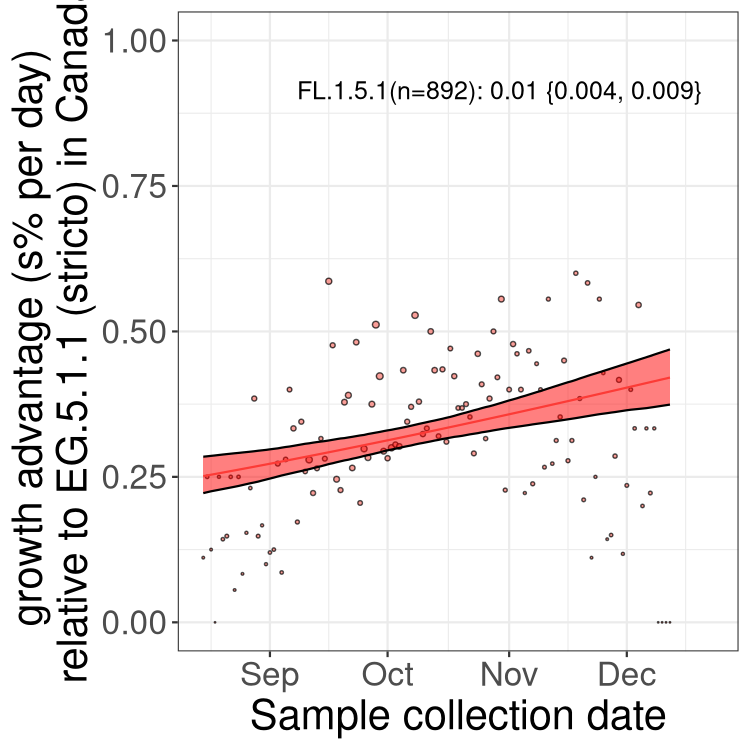 growth advantage (s% per day)
relative to EG.5.1.1 (stricto) in Canada
1.00
0.75
0.50
0.25
0.00
FL.1.5.1(n=892): 0.01 {0.004, 0.009}
Sep Oct Nov Dec
Sample collection date